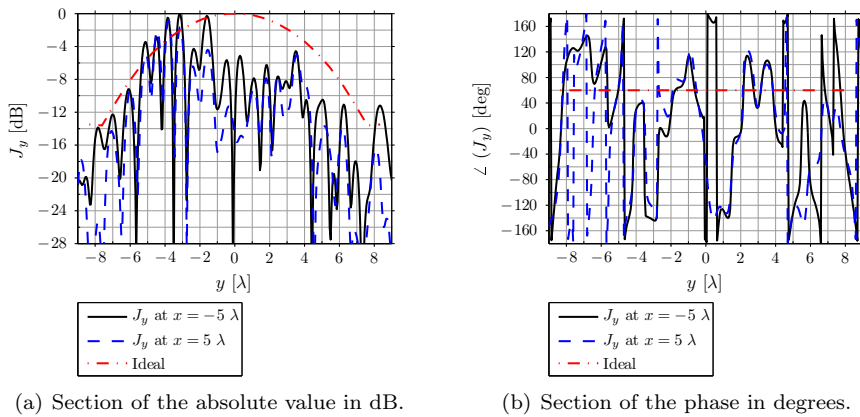 0
−4
−8
−12
−16
−20
−24
−28
J_y [dB]
−8 −6 −4 −2 0 2 4 6 8
y [λ]
J_y at x = −5 λ
J_y at x = 5 λ
Ideal
(a) Section of the absolute value in dB.
160
120
80
40
0
−40
−80
−120
−160
∠ (J_y) [deg]
−8 −6 −4 −2 0 2 4 6 8
y [λ]
J_y at x = −5 λ
J_y at x = 5 λ
Ideal
(b) Section of the phase in degrees.